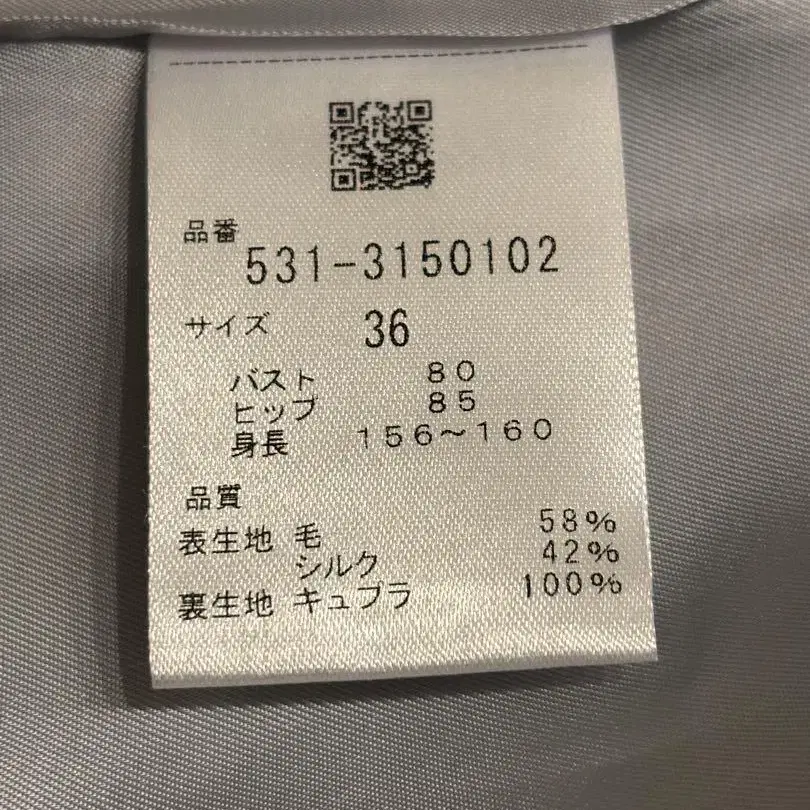 品番
531-3150102
サイズ 36
バスト 80
ヒップ 85
身長 156～160
品質
表生地 毛 58%
シルク 42%
裏生地 キュプラ 100%